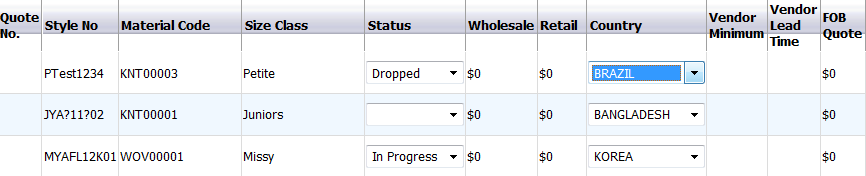 Quote No. Style No Material Code Size Class Status Wholesale Retail Country Vendor Minimum Vendor Lead Time FOB Quote
PTest1234 KNT00003 Petite Dropped $0 $0 BRAZIL $0
JYA?11?02 KNT00001 Juniors $0 $0 BANGLADESH $0
MYAFL12K01 WOV00001 Missy In Progress $0 $0 KOREA $0